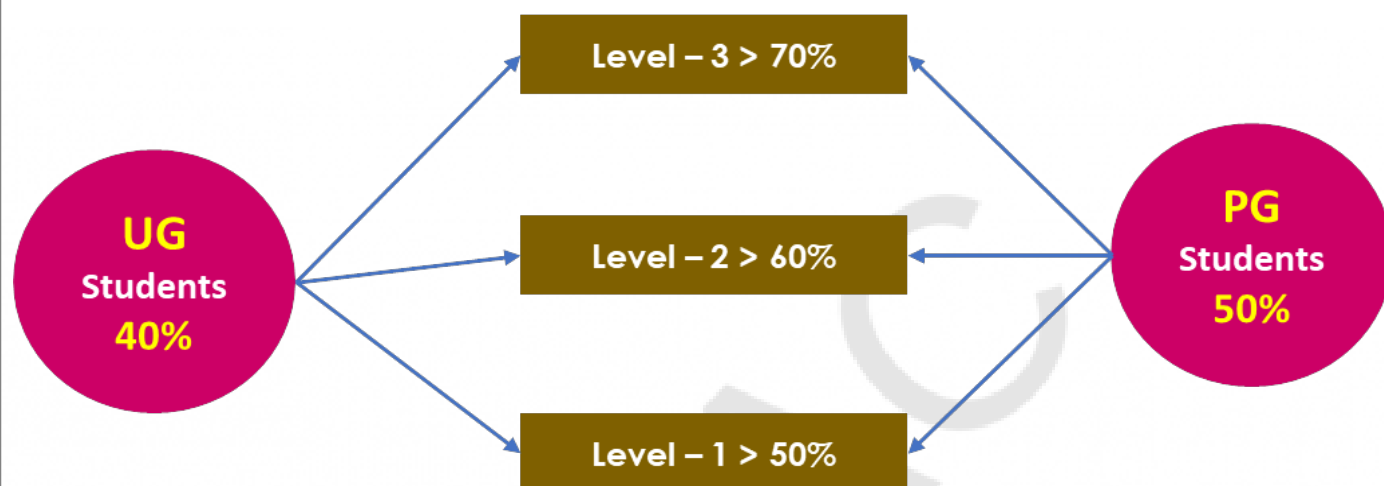 Level – 3 > 70%
UG
Students
40%
Level – 2 > 60%
PG
Students
50%
Level – 1 > 50%